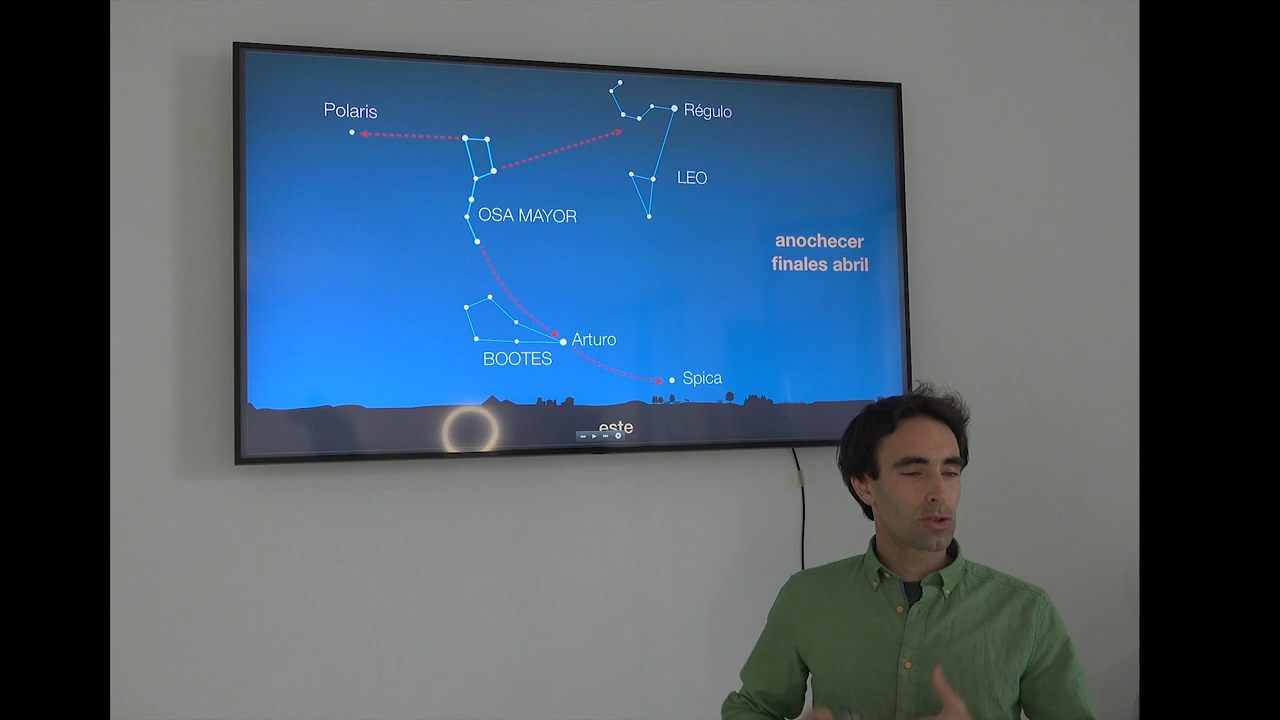 Polaris
Régulo
LEO
OSA MAYOR
anochecer
finales abril
Arturo
BOOTES
Spica
este